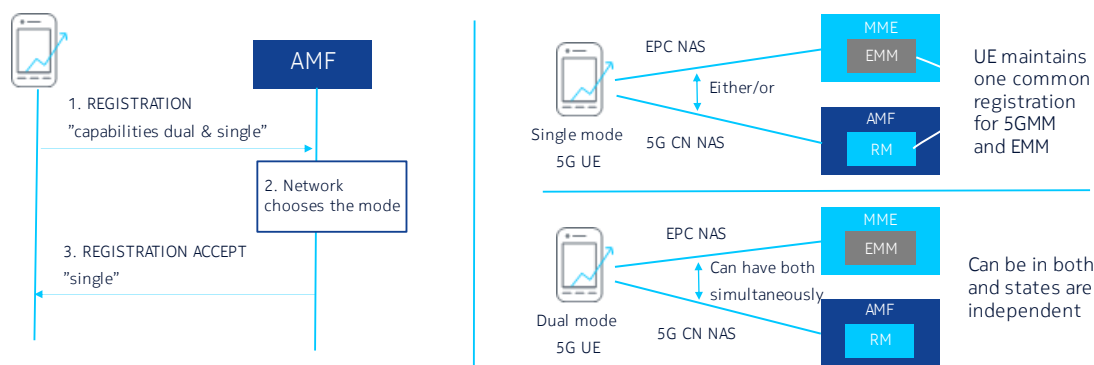 AMF
1. REGISTRATION
”capabilities dual & single”
2. Network
chooses the mode
3. REGISTRATION ACCEPT
”single”
EPC NAS
Either/or
Single mode
5G UE
5G CN NAS
MME
EMM
AMF
RM
UE maintains
one common
registration
for 5GMM
and EMM
EPC NAS
Can have both
simultaneously
Dual mode
5G UE
5G CN NAS
MME
EMM
AMF
RM
Can be in both
and states are
independent